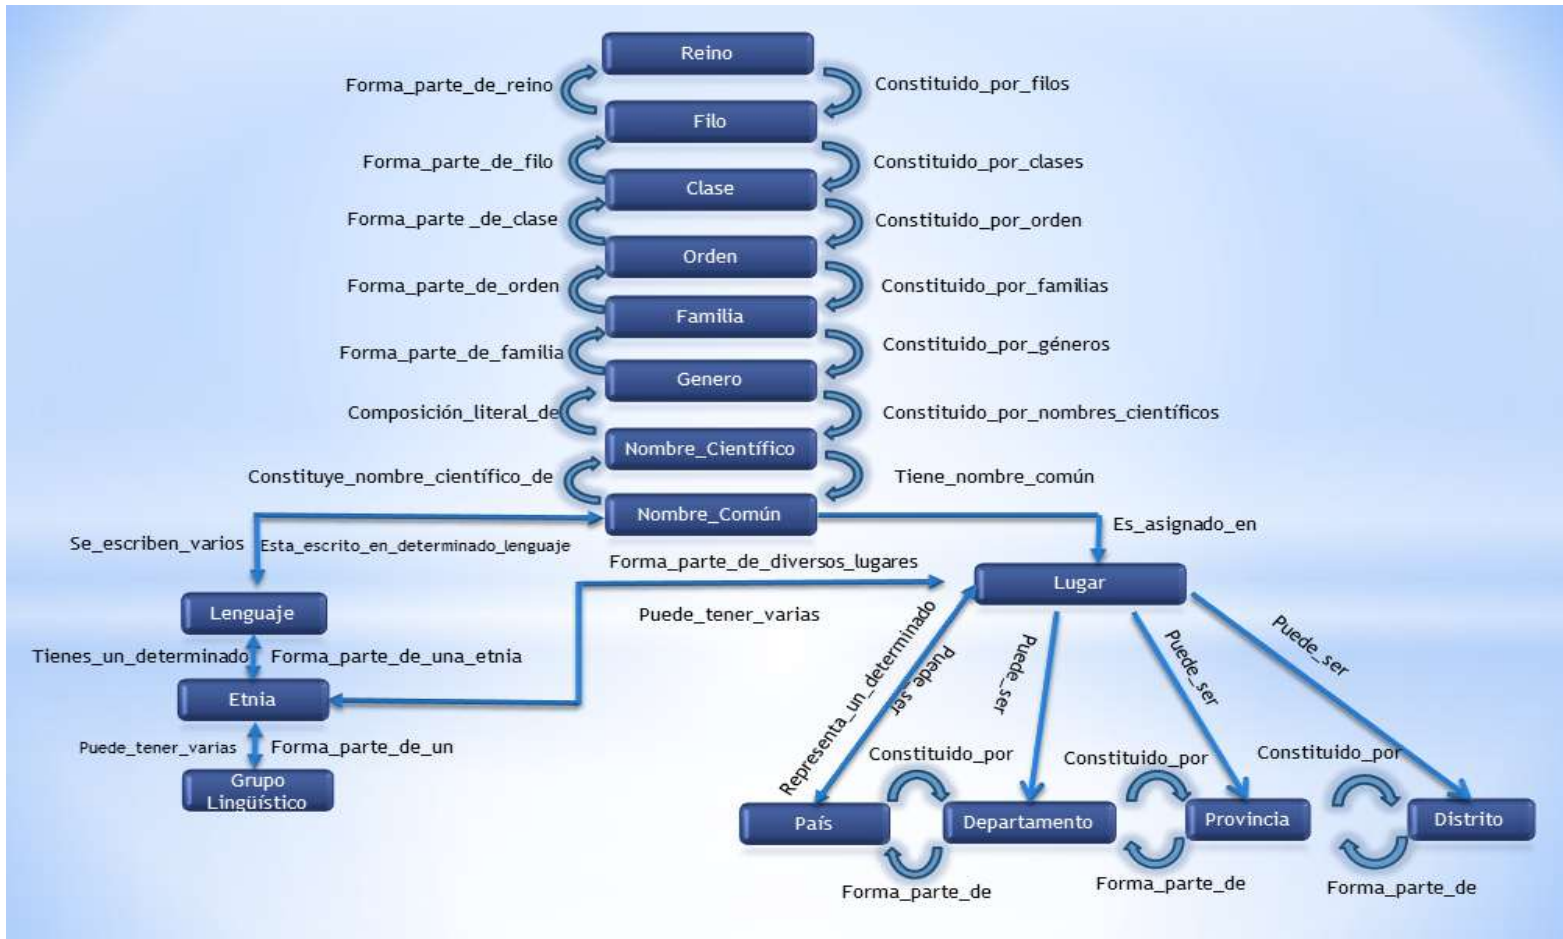 Reino
Forma_parte_de_reino
Constituido_por_filos
Filo
Forma_parte_de_filo
Constituido_por_clases
Clase
Forma_parte _de_clase
Constituido_por_orden
Orden
Forma_parte_de_orden
Constituido_por_familias
Familia
Forma_parte_de_familia
Constituido_por_géneros
Genero
Composición_literal_de
Constituido_por_nombres_científicos
Nombre_Científico
Constituye_nombre_científico_de
Tiene_nombre_común
Nombre_Común
Es_asignado_en
Se_escriben_varios
Esta_escrito_en_determinado_lenguaje
Forma_parte_de_diversos_lugares
Lugar
Lenguaje
Puede_tener_varias
Tienes_un_determinado
Forma_parte_de_una_etnia
Etnia
Puede_tener_varias
Forma_parte_de_un
Grupo
Lingüístico
Representa_un_determinado
Puede_ser
Puede_ser
Puede_ser
Puede_ser
Constituido_por
Constituido_por
Constituido_por
País
Departamento
Provincia
Distrito
Forma_parte_de
Forma_parte_de
Forma_parte_de